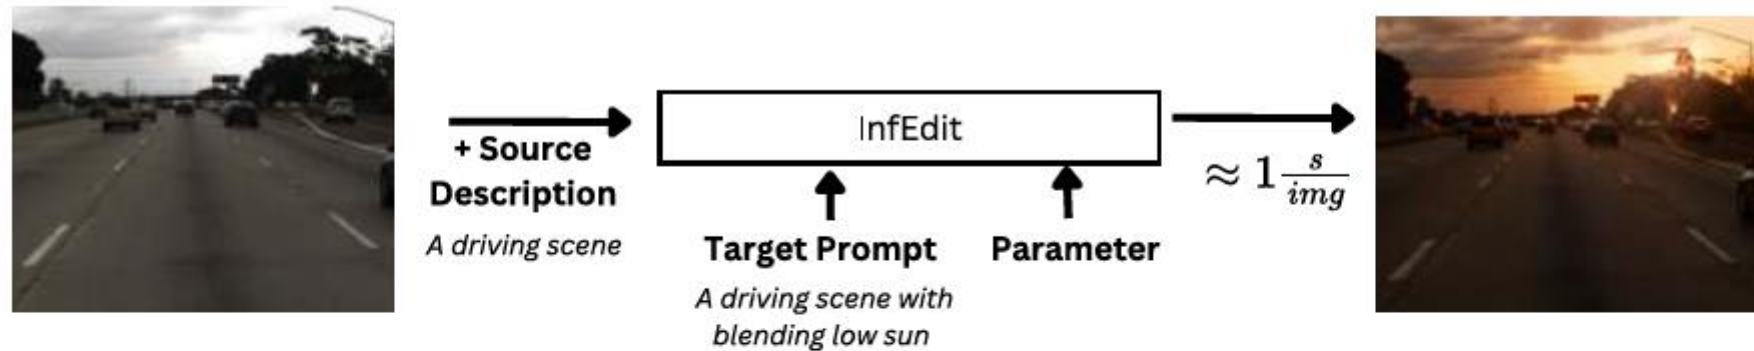 + Source
Description
A driving scene
InfEdit
Target Prompt
A driving scene with
blending low sun
Parameter
≈ 1 s/img